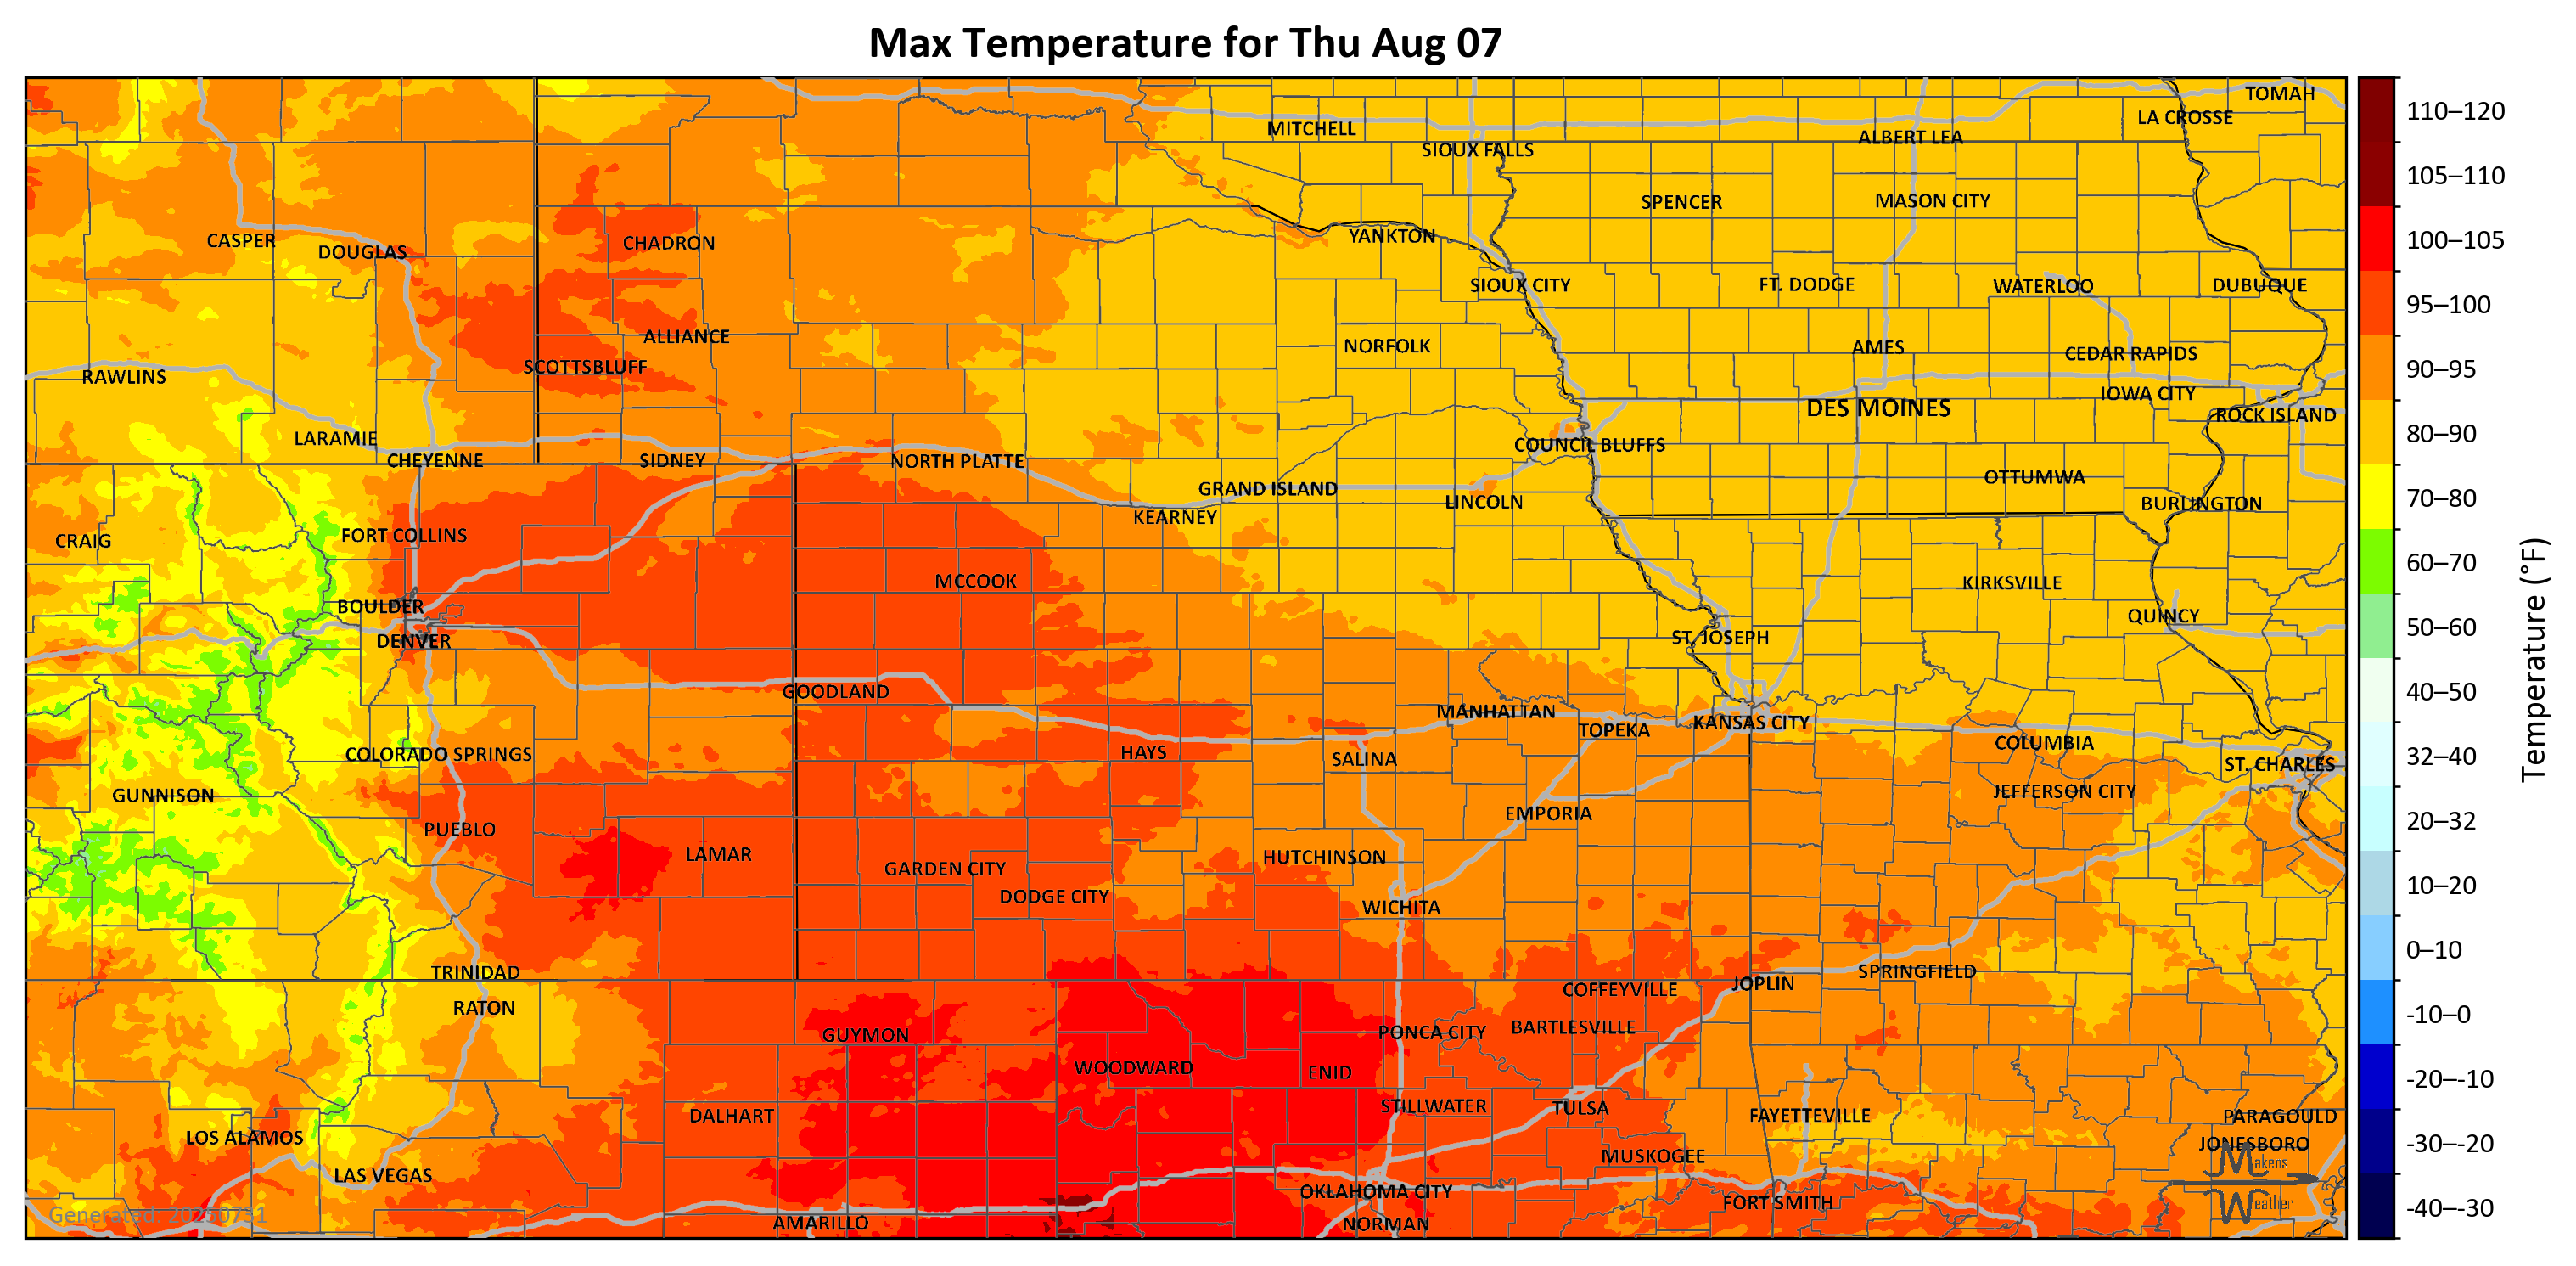 Max Temperature for Thu Aug 07
TOMAH
LA CROSSE
MITCHELL
ALBERT LEA
SIOUX FALLS
SPENCER
MASON CITY
CASPER
DOUGLAS
CHADRON
YANKTON
SIOUX CITY
FT. DODGE
WATERLOO
DUBUQUE
ALLIANCE
NORFOLK
AMES
CEDAR RAPIDS
SCOTTSBLUFF
RAWLINS
IOWA CITY
DES MOINES
ROCK ISLAND
LARAMIE
COUNCIL BLUFFS
CHEYENNE
SIDNEY
NORTH PLATTE
OTTUMWA
GRAND ISLAND
LINCOLN
BURLINGTON
KEARNEY
FORT COLLINS
CRAIG
MCCOOK
KIRKSVILLE
BOULDER
QUINCY
DENVER
ST. JOSEPH
GOODLAND
MANHATTAN
KANSAS CITY
TOPEKA
COLUMBIA
COLORADO SPRINGS
HAYS
SALINA
ST. CHARLES
GUNNISON
JEFFERSON CITY
EMPORIA
PUEBLO
LAMAR
HUTCHINSON
GARDEN CITY
DODGE CITY
WICHITA
TRINIDAD
SPRINGFIELD
JOPLIN
COFFEYVILLE
RATON
BARTLESVILLE
GUYMON
PONCA CITY
WOODWARD
ENID
STILLWATER
TULSA
DALHART
FAYETTEVILLE
PARAGOULD
LOS ALAMOS
JONESBORO
MUSKOGEE
Makens
LAS VEGAS
OKLAHOMA CITY
FORT SMITH
Weather
Generated: 20250731
AMARILLO
NORMAN
110–120
105–110
100–105
95–100
90–95
80–90
70–80
60–70
50–60
40–50
32–40
20–32
10–20
0–10
-10–0
-20–-10
-30–-20
-40–-30
Temperature (°F)